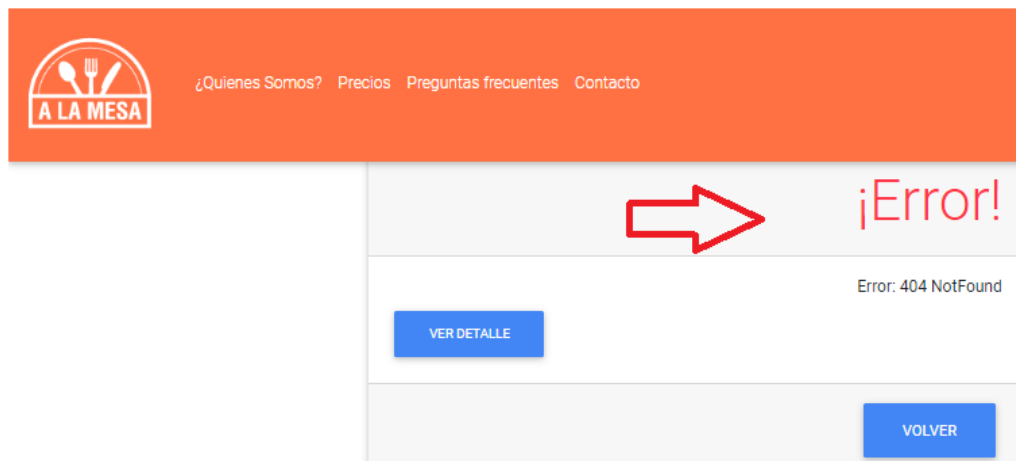 A LA MESA
¿Quienes Somos? Precios Preguntas frecuentes Contacto
¡Error!
Error: 404 NotFound
VER DETALLE
VOLVER